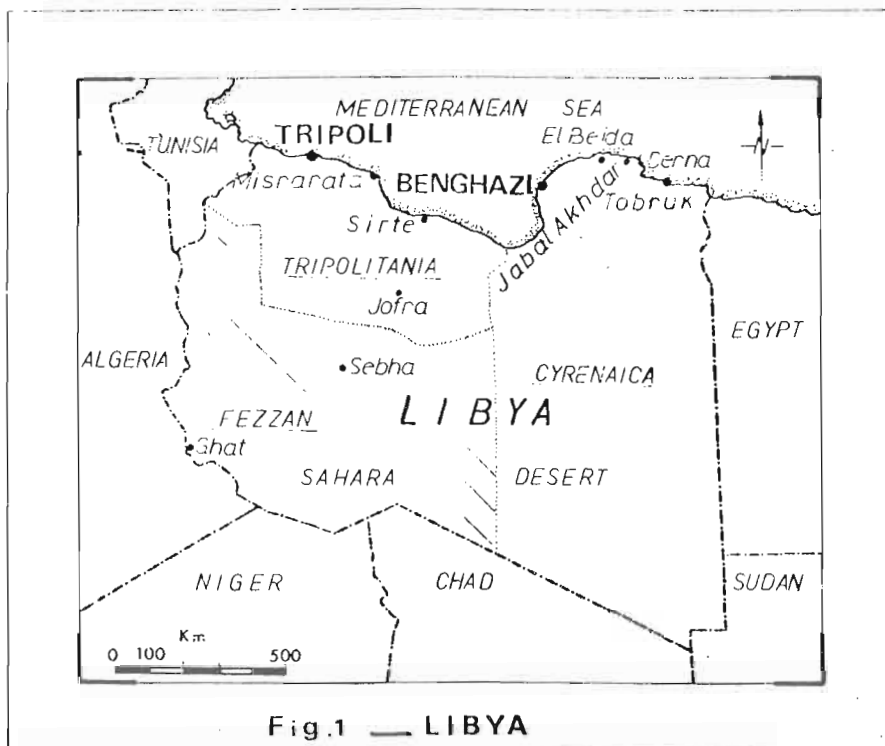 MEDITERRANEAN SEA
El Beida
TRIPOLI
TUNISIA
Derna
Misrarata
BENGHAZI
Tobruk
Jabal Akhdar
Sirte
TRIPOLITANIA
Jofra
EGYPT
ALGERIA
Sebha
CYRENAICA
LIBYA
FEZZAN
Ghat
SAHARA DESERT
NIGER
CHAD
SUDAN
Km
0 100 500
N
Fig.1 — LIBYA